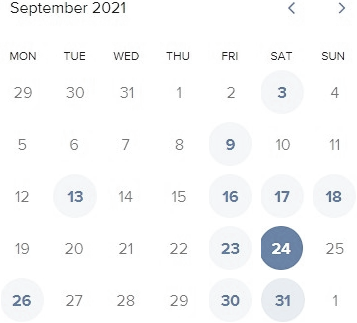 September 2021
MON TUE WED THU FRI SAT SUN
29 30 31 1 2 3 4
5 6 7 8 9 10 11
12 13 14 15 16 17 18
19 20 21 22 23 24 25
26 27 28 29 30 31 1